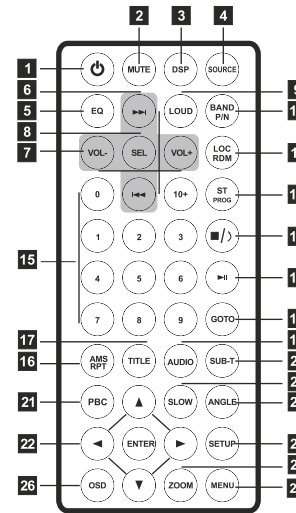 2 3 4
1 MUTE DSP SOURCE
6 9
5 EQ LOUD BAND P/N
8
7 VOL- SEL VOL+ LOC RDM
0 10+ ST PROG
1 2 3
15
4 5 6
7 8 9 GOTO
17
16 AMS RPT TITLE AUDIO SUB-T
21 PBC SLOW ANGLE
22 ENTER SETUP
26 OSD ZOOM MENU